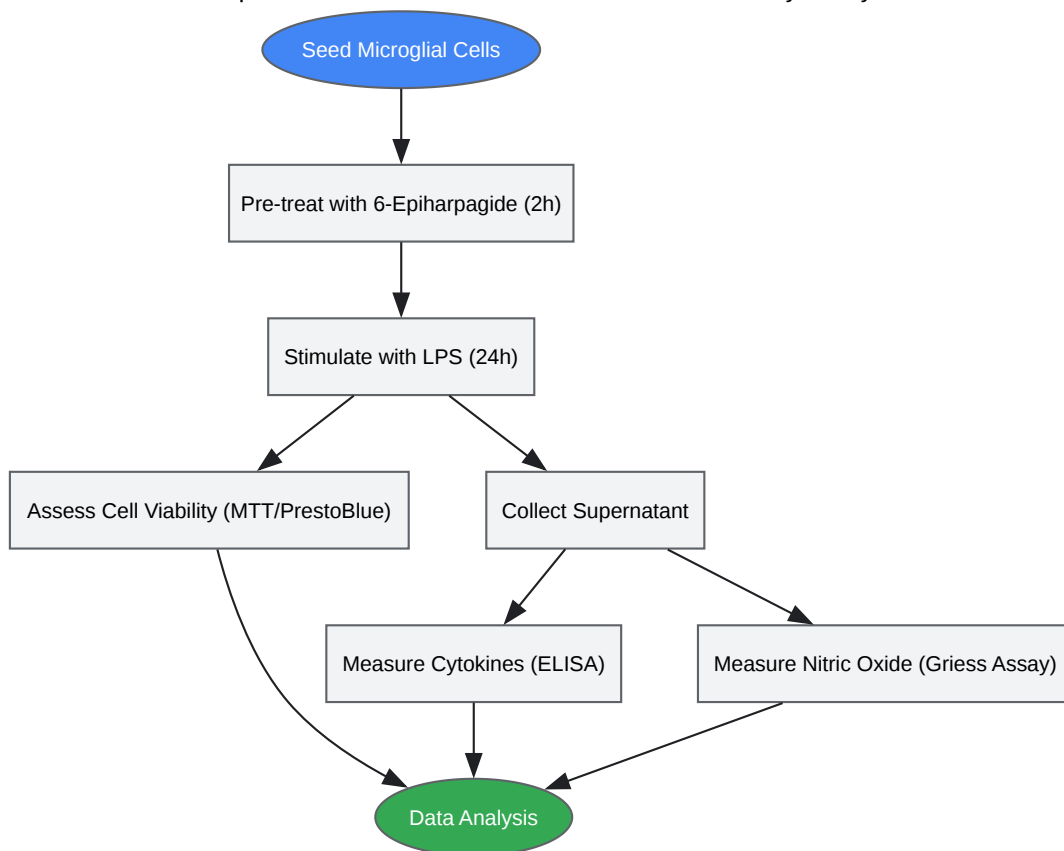 Seed Microglial Cells
Pre-treat with 6-Epiharpagide (2h)
Stimulate with LPS (24h)
Assess Cell Viability (MTT/PrestoBlue)
Collect Supernatant
Measure Cytokines (ELISA)
Measure Nitric Oxide (Griess Assay)
Data Analysis